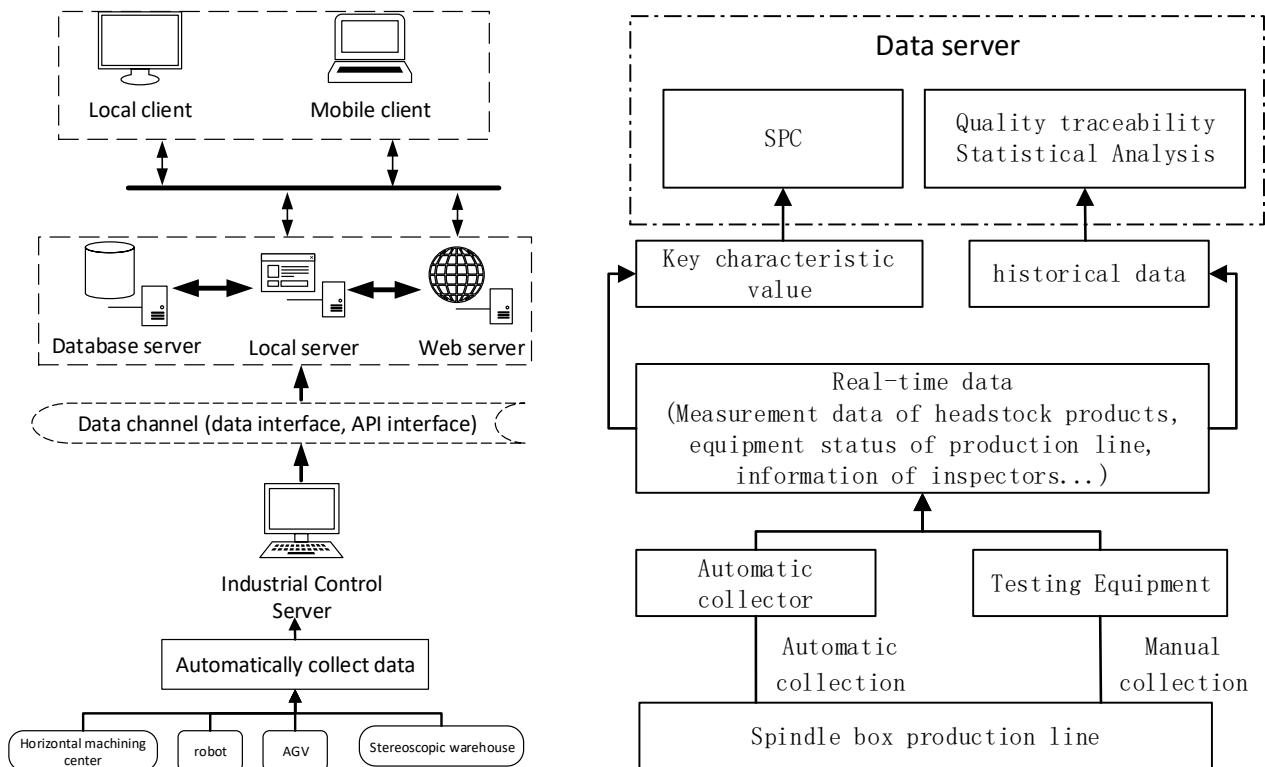 Local client
Mobile client
Database server
Local server
Web server
Data channel (data interface, API interface)
Industrial Control
Server
Automatically collect data
Horizontal machining
center
robot
AGV
Stereoscopic warehouse
Data server
SPC
Quality traceability
Statistical Analysis
Key characteristic
value
historical data
Real-time data
(Measurement data of headstock products,
equipment status of production line,
information of inspectors...)
Automatic
collector
Testing Equipment
Automatic
collection
Manual
collection
Spindle box production line